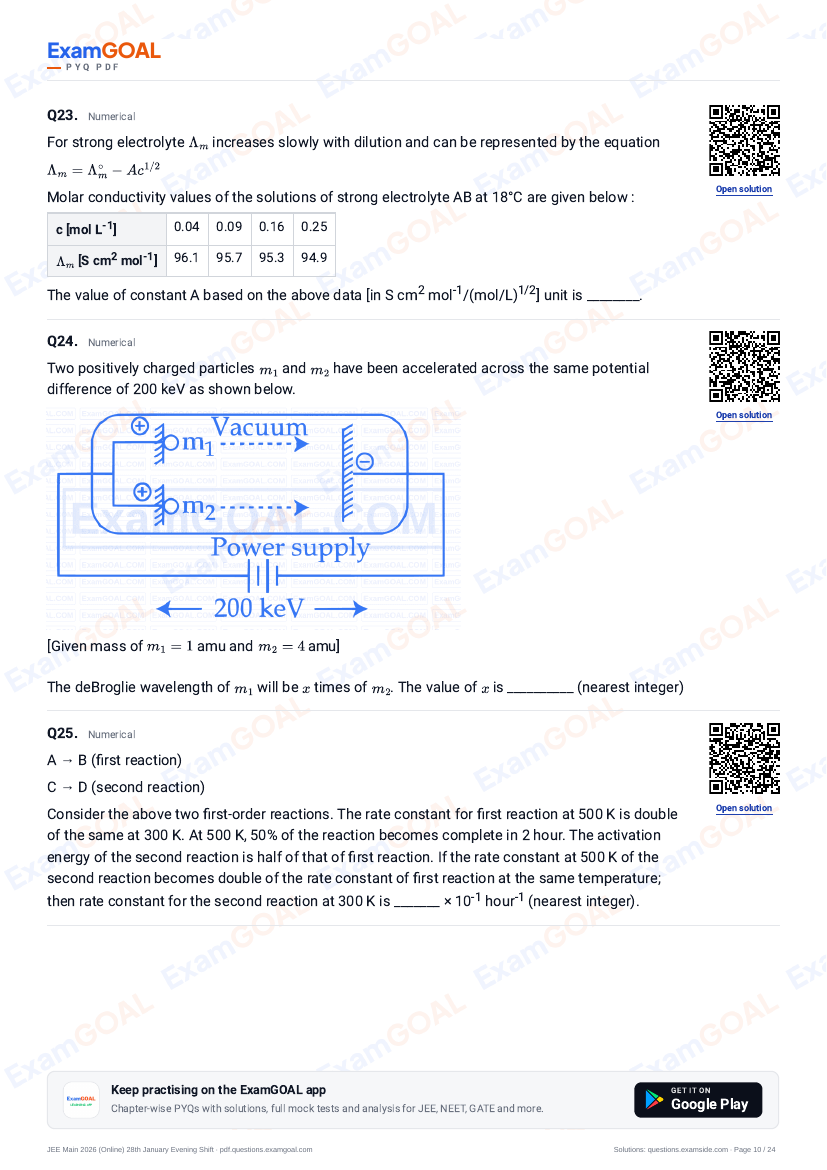 ExamGOAL
PYQ PDF
Q23. Numerical
For strong electrolyte Λₘ increases slowly with dilution and can be represented by the equation
Λₘ = Λ°ₘ − Ac^{1/2}
Molar conductivity values of the solutions of strong electrolyte AB at 18°C are given below :
c [mol L⁻¹] 0.04 0.09 0.16 0.25
Λₘ [S cm² mol⁻¹] 96.1 95.7 95.3 94.9
The value of constant A based on the above data [in S cm² mol⁻¹/(mol/L)^{1/2}] unit is ________.
Open solution
Q24. Numerical
Two positively charged particles m₁ and m₂ have been accelerated across the same potential
difference of 200 keV as shown below.
Open solution
Vacuum
m₁
m₂
ExamGOAL.COM
Power supply
200 keV
[Given mass of m₁ = 1 amu and m₂ = 4 amu]
The deBroglie wavelength of m₁ will be x times of m₂. The value of x is __________ (nearest integer)
Q25. Numerical
A → B (first reaction)
C → D (second reaction)
Open solution
Consider the above two first-order reactions. The rate constant for first reaction at 500 K is double
of the same at 300 K. At 500 K, 50% of the reaction becomes complete in 2 hour. The activation
energy of the second reaction is half of that of first reaction. If the rate constant at 500 K of the
second reaction becomes double of the rate constant of first reaction at the same temperature;
then rate constant for the second reaction at 300 K is _______ × 10⁻¹ hour⁻¹ (nearest integer).
Keep practising on the ExamGOAL app
Chapter-wise PYQs with solutions, full mock tests and analysis for JEE, NEET, GATE and more.
GET IT ON
Google Play
JEE Main 2026 (Online) 28th January Evening Shift · pdf.questions.examgoal.com
Solutions: questions.examside.com · Page 10 / 24